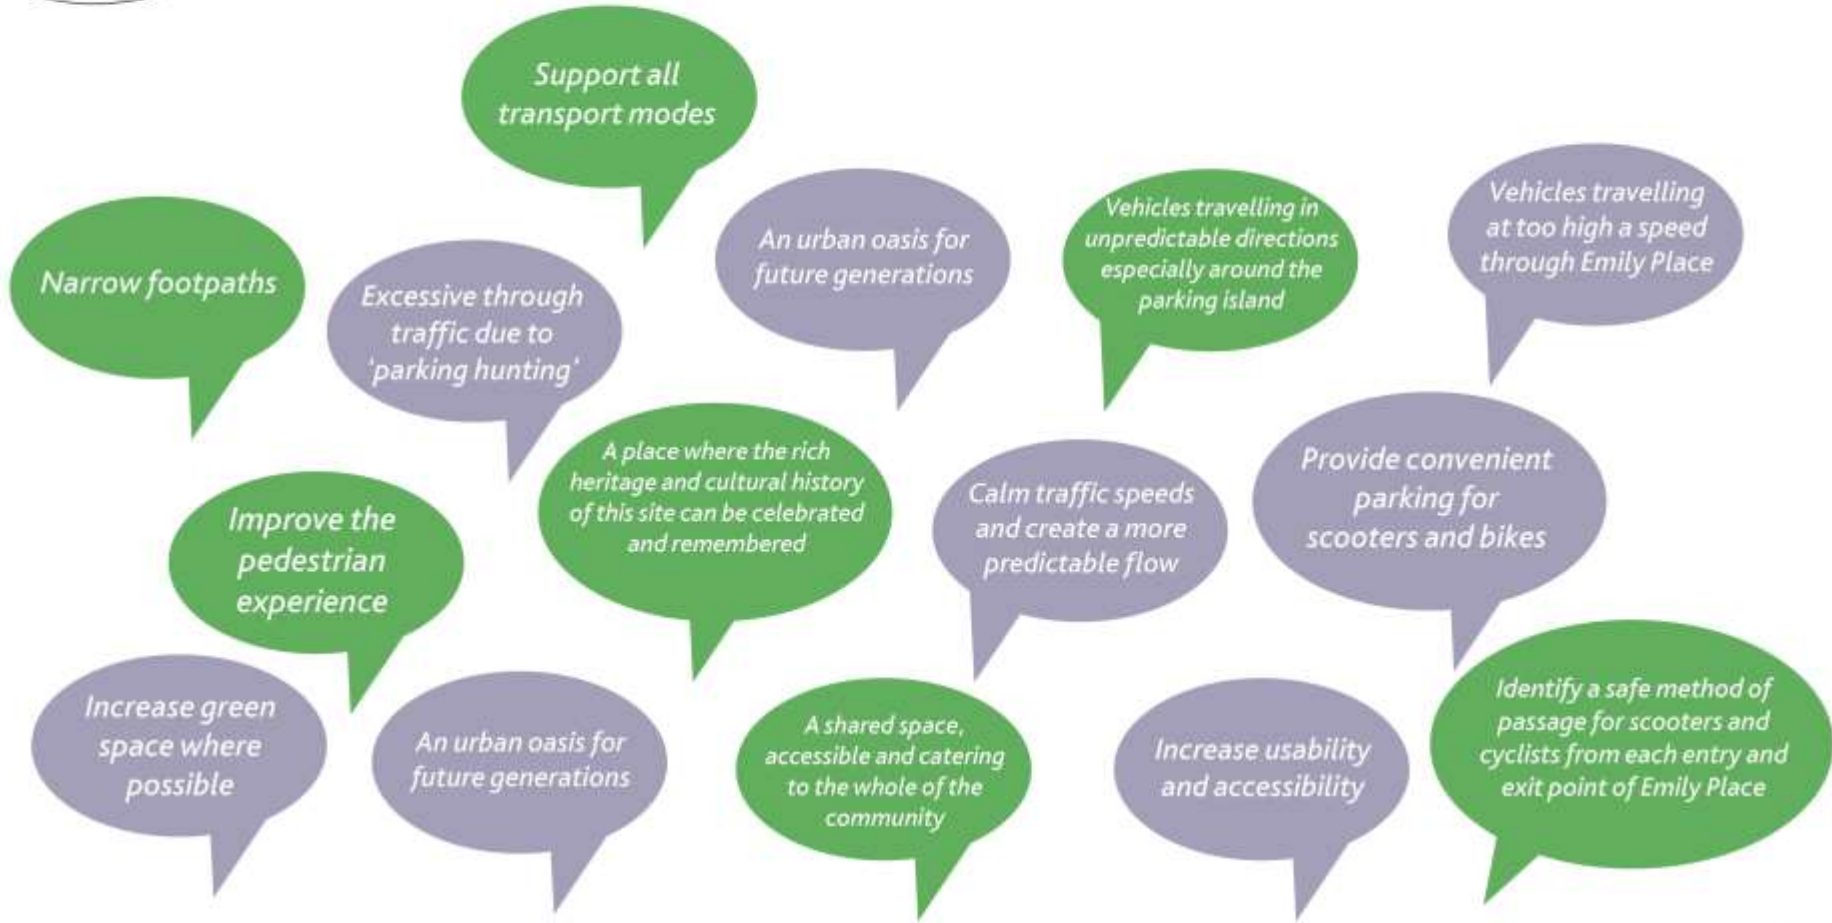 Support all
transport modes
Narrow footpaths
Excessive through
traffic due to
'parking hunting'
An urban oasis for
future generations
Vehicles travelling in
unpredictable directions
especially around the
parking island
Vehicles travelling
at too high a speed
through Emily Place
Improve the
pedestrian
experience
A place where the rich
heritage and cultural history
of this site can be celebrated
and remembered
Calm traffic speeds
and create a more
predictable flow
Provide convenient
parking for
scooters and bikes
Increase green
space where
possible
An urban oasis for
future generations
A shared space,
accessible and catering
to the whole of the
community
Increase usability
and accessibility
Identify a safe method of
passage for scooters and
cyclists from each entry and
exit point of Emily Place